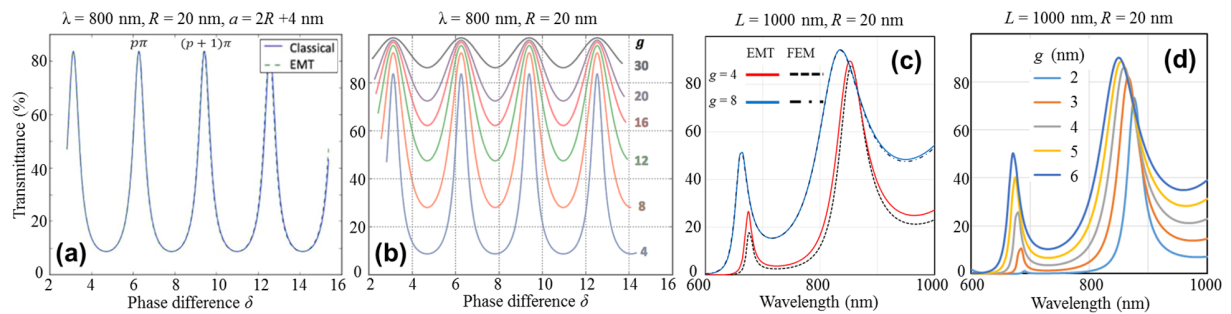 λ = 800 nm, R = 20 nm, a = 2R +4 nm
Transmittance (%)
80
60
40
20
0
pπ
(p + 1)π
Classical
EMT
(a)
2
4
6
8
10
12
14
16
Phase difference δ
λ = 800 nm, R = 20 nm
80
60
40
20
0
g
30
20
16
12
8
4
(b)
2
4
6
8
10
12
14
16
Phase difference δ
L = 1000 nm, R = 20 nm
80
60
40
20
0
EMT FEM
g = 4
g = 8
(c)
600
800
1000
Wavelength (nm)
L = 1000 nm, R = 20 nm
80
60
40
20
0
g (nm)
2
3
4
5
6
(d)
600
800
1000
Wavelength (nm)